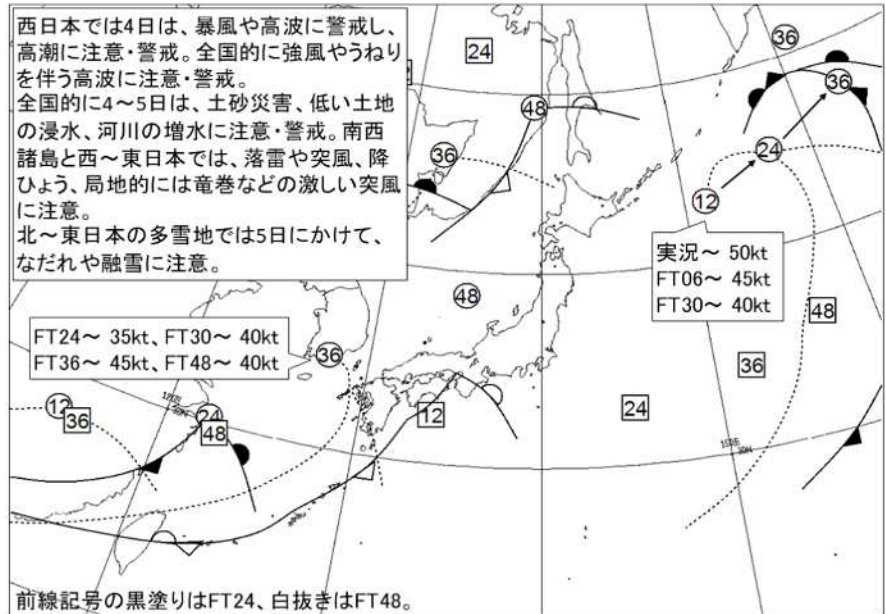 西日本では4日は、暴風や高波に警戒し、
高潮に注意・警戒。全国的に強風やうねり
を伴う高波に注意・警戒。
全国的に4～5日は、土砂災害、低い土地
の浸水、河川の増水に注意・警戒。南西
諸島と西～東日本では、落雷や突風、降
ひょう、局地的には竜巻などの激しい突風
に注意。
北～東日本の多雪地では5日にかけて、
なだれや融雪に注意。
24
36
36
48
24
36
12
実況～ 50kt
FT06～ 45kt
FT30～ 40kt
48
48
FT24～ 35kt、FT30～ 40kt
FT36～ 45kt、FT48～ 40kt
36
36
12
36
24
48
12
24
150E
30N
前線記号の黒塗りはFT24、白抜きはFT48。